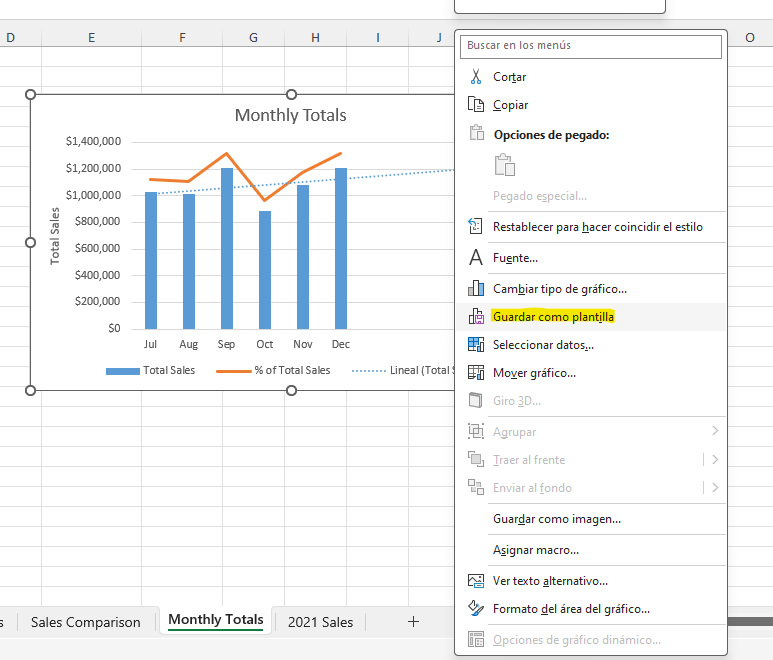 D E F G H I J O
Monthly Totals
$1,400,000
$1,200,000
$1,000,000
$800,000
$600,000
$400,000
$200,000
$0
Total Sales
Jul Aug Sep Oct Nov Dec
Total Sales % of Total Sales Lineal (Total S
Buscar en los menús
Cortar
Copiar
Opciones de pegado:
Pegado especial...
Restablecer para hacer coincidir el estilo
Fuente...
Cambiar tipo de gráfico...
Guardar como plantilla
Seleccionar datos...
Mover gráfico...
Giro 3D...
Agrupar
Traer al frente
Enviar al fondo
Guardar como imagen...
Asignar macro...
Ver texto alternativo...
Formato del área del gráfico...
Opciones de gráfico dinámico...
s Sales Comparison Monthly Totals 2021 Sales +